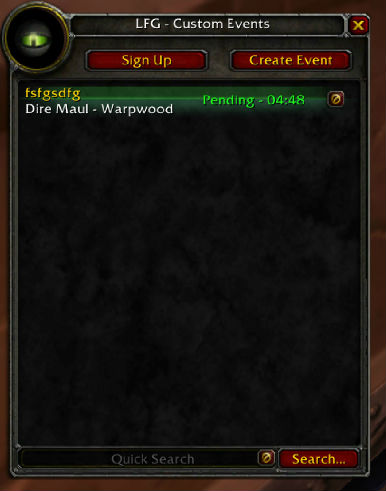 LFG - Custom Events
Sign Up
Create Event
fsfgsdfg
Pending - 04:48
Dire Maul - Warpwood
Quick Search
Search...